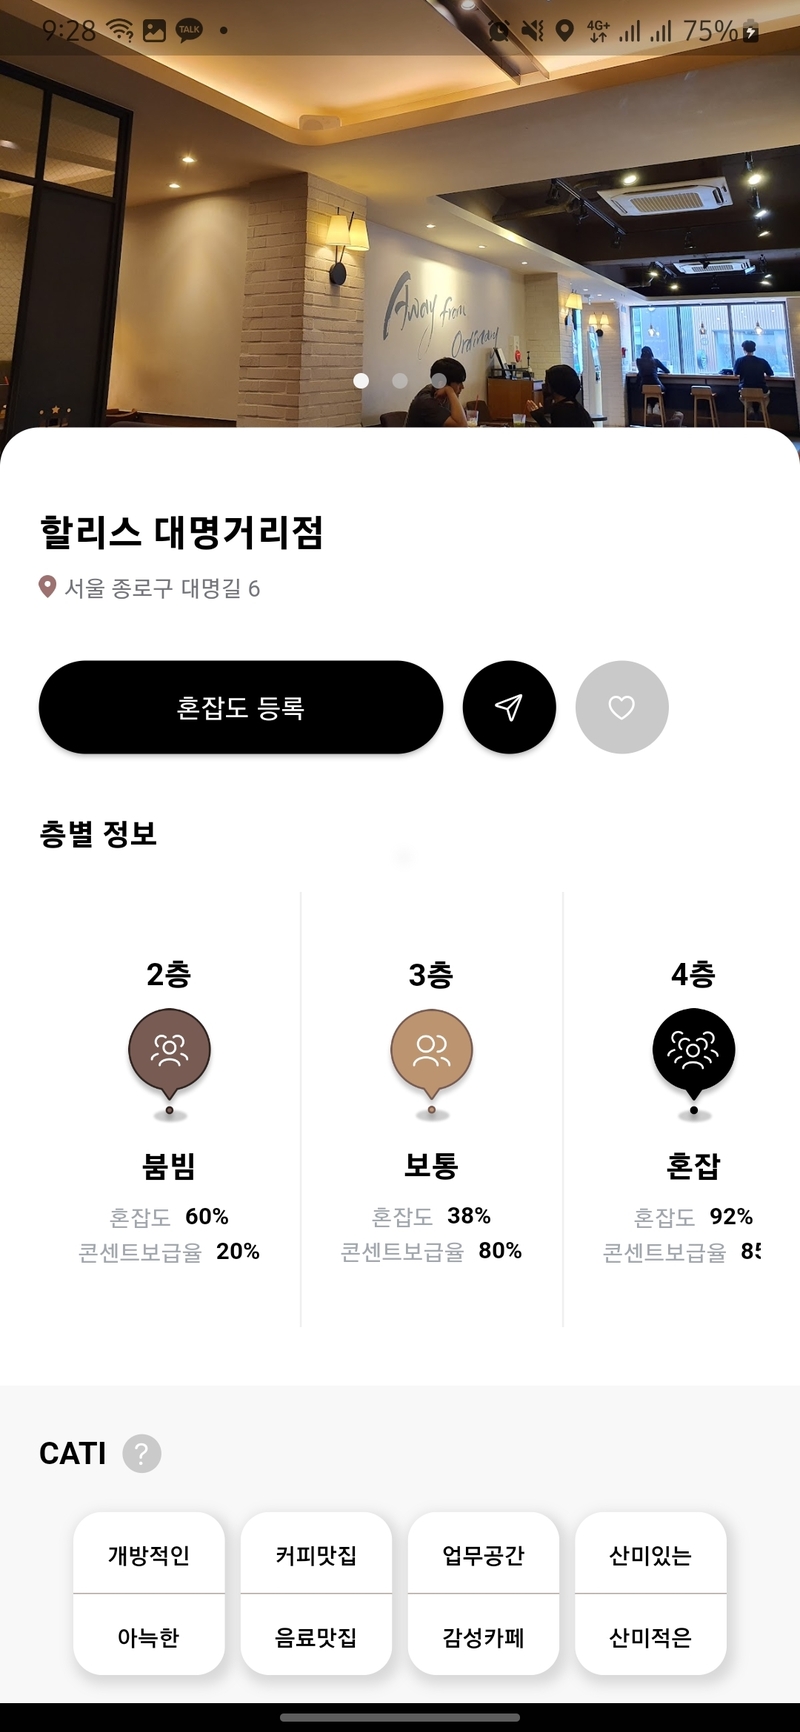 9:28 TALK 4G+ 75%
Away from
Ordinary
할리스 대명거리점
서울 종로구 대명길 6
혼잡도 등록
층별 정보
2층 3층 4층
붐빔 보통 혼잡
혼잡도 60% 혼잡도 38% 혼잡도 92%
콘센트보급율 20% 콘센트보급율 80% 콘센트보급율
CATI ?
개방적인 커피맛집 업무공간 산미있는
아늑한 음료맛집 감성카페 산미적은